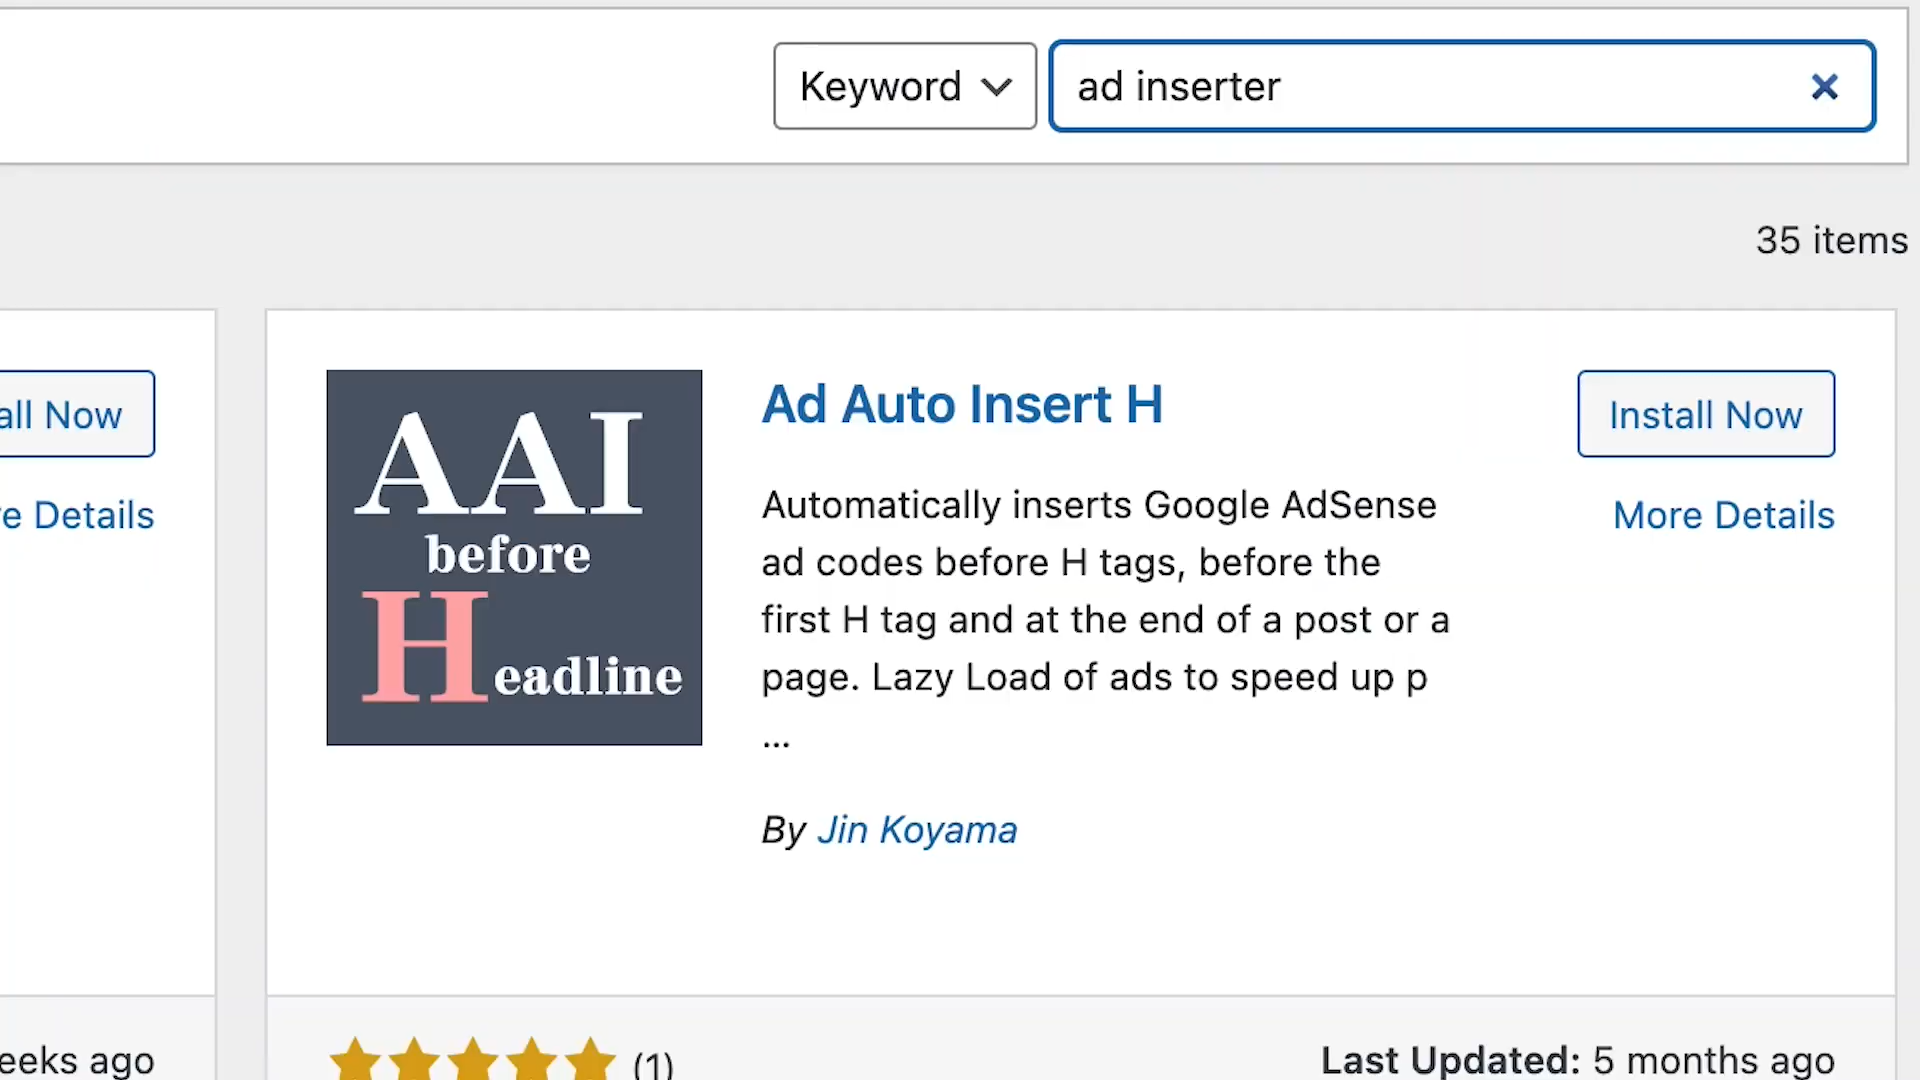 Keyword
ad inserter
35 items
all Now
e Details
eeks ago
AAI
before
Headline
Ad Auto Insert H
Install Now
More Details
Automatically inserts Google AdSense
ad codes before H tags, before the
first H tag and at the end of a post or a
page. Lazy Load of ads to speed up p
...
By Jin Koyama
(1)
Last Updated: 5 months ago